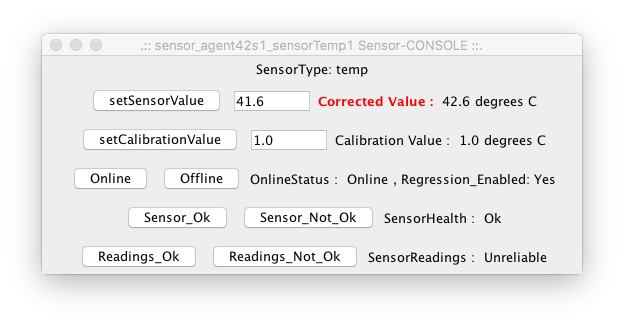 .:: sensor_agent42s1_sensorTemp1 Sensor-CONSOLE ::.
SensorType: temp
setSensorValue 41.6 Corrected Value : 42.6 degrees C
setCalibrationValue 1.0 Calibration Value : 1.0 degrees C
Online Offline OnlineStatus : Online , Regression_Enabled: Yes
Sensor_Ok Sensor_Not_Ok SensorHealth : Ok
Readings_Ok Readings_Not_Ok SensorReadings : Unreliable